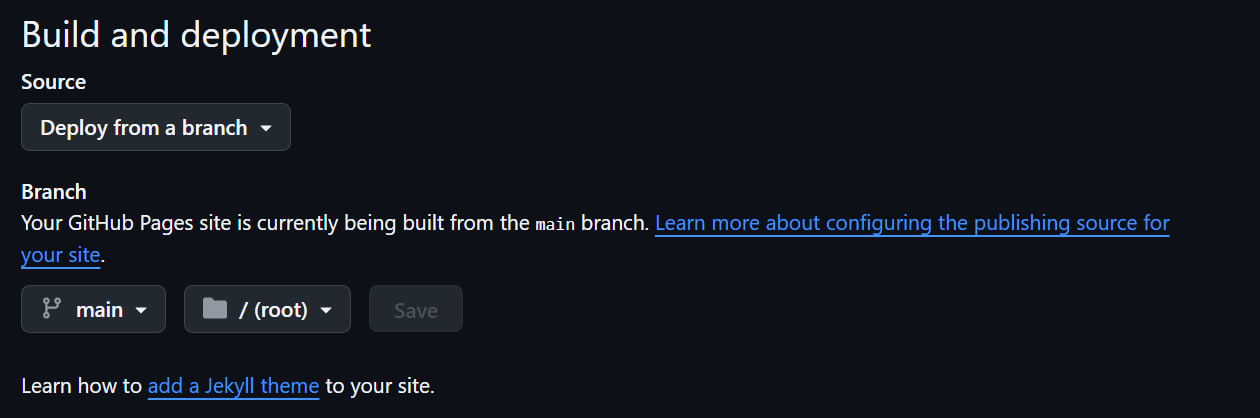 Build and deployment
Source
Deploy from a branch
Branch
Your GitHub Pages site is currently being built from the main branch. Learn more about configuring the publishing source for
your site.
main / (root) Save
Learn how to add a Jekyll theme to your site.